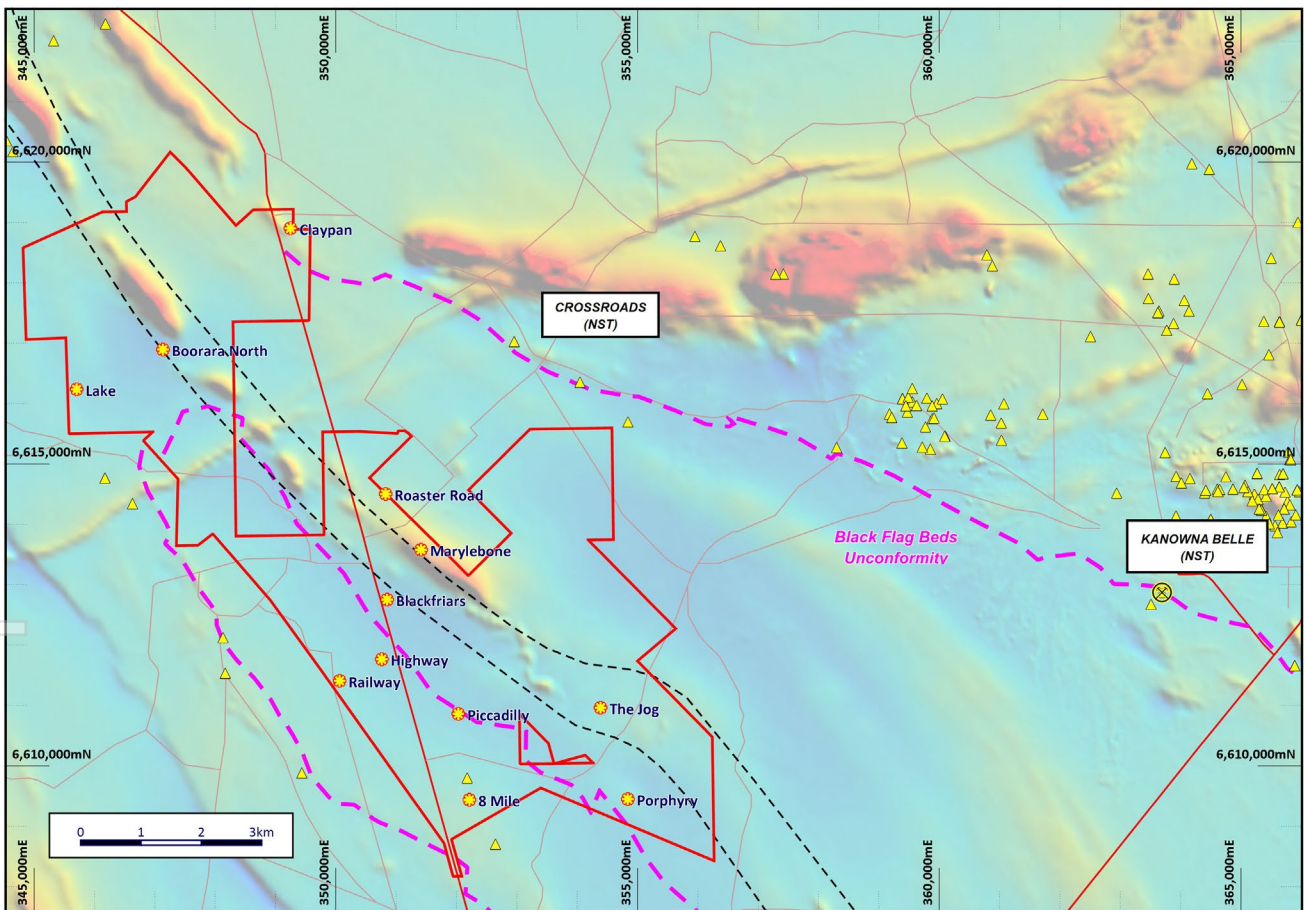 345,000mE
350,000mE
355,000mE
360,000mE
365,000mE
6,620,000mN
6,620,000mN
Claypan
CROSSROADS
(NST)
Boorara North
Lake
6,615,000mN
6,615,000mN
Roaster Road
Black Flag Beds
Unconformity
KANOWNA BELLE
(NST)
Marylebone
Blackfriars
Highway
Railway
Piccadilly
The Jog
6,610,000mN
6,610,000mN
8 Mile
Porphyry
0 1 2 3km
345,000mE
350,000mE
355,000mE
360,000mE
365,000mE